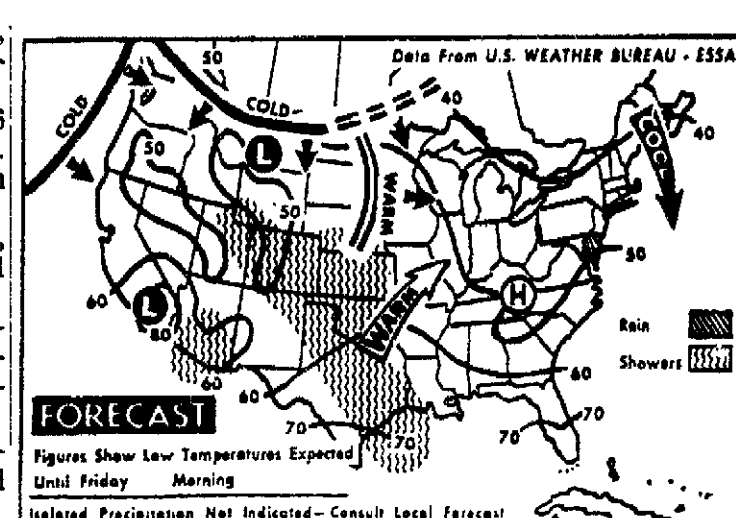 50
Data From U.S. WEATHER BUREAU - ESSA
COLD
COLD
40
50
L
COOL
40
WARM
50
50
60
L
80
H
WARM
Rain
Showers
60
60
60
FORECAST
70
70
70
70
Figures Show Low Temperatures Expected
Until Friday Morning
Isolated Precipitation Not Indicated - Consult Local Forecast